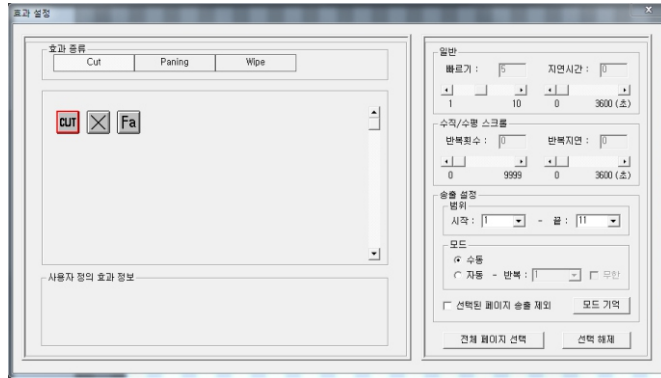 효과 설정
x
효과 종류
Cut
Paning
Wipe
CUT
Fa
사용자 정의 효과 정보
일반
빠르기 : 5
지연시간 : 0
1 10
0 3600 (초)
수직/수평 스크롤
반복횟수 : 0
반복지연 : 0
0 9999
0 3600 (초)
송출 설정
범위
시작 : 1 - 끝 : 11
모드
수동
자동 - 반복 : 1 무한
선택된 페이지 송출 제외
모드 기억
전체 페이지 선택
선택 해제